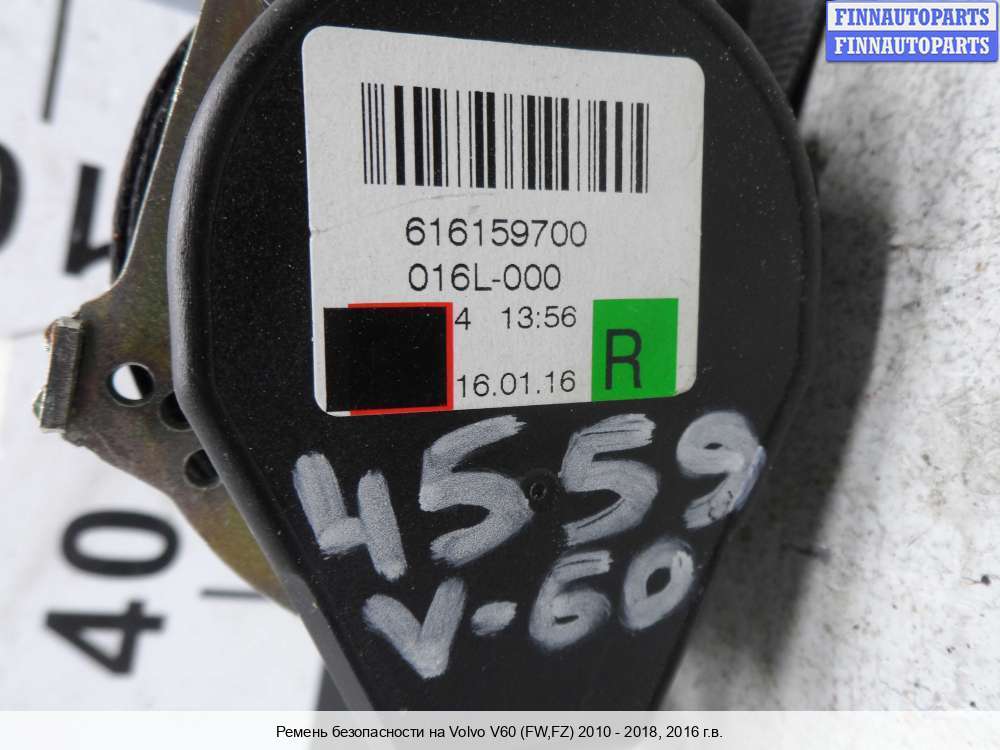 FINNAUTOPARTS
FINNAUTOPARTS
616159700
016L-000
4 13:56
R
16.01.16
4559
V-60
10
40
Ремень безопасности на Volvo V60 (FW,FZ) 2010 - 2018, 2016 г.в.